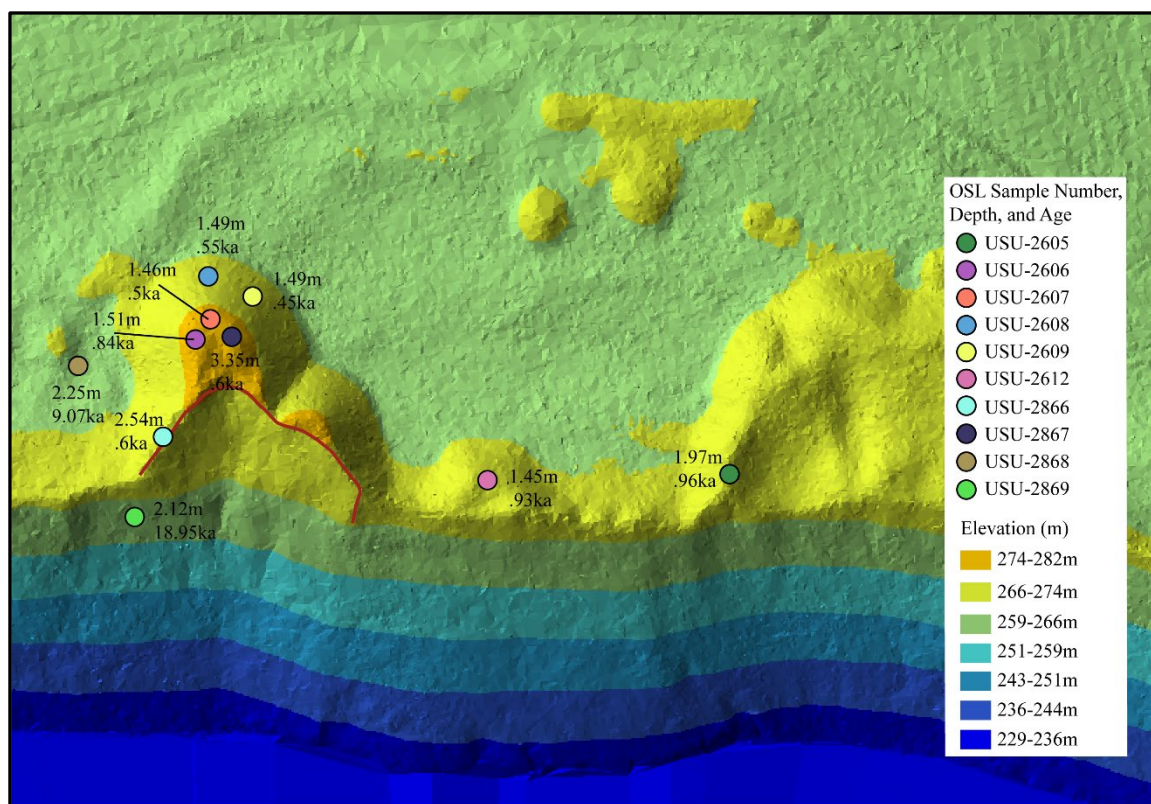 1.49m
.55ka
1.46m
.5ka
1.49m
.45ka
1.51m
.84ka
3.35m
.6ka
2.25m
9.07ka
2.54m
.6ka
2.12m
18.95ka
1.45m
.93ka
1.97m
.96ka
OSL Sample Number,
Depth, and Age
USU-2605
USU-2606
USU-2607
USU-2608
USU-2609
USU-2612
USU-2866
USU-2867
USU-2868
USU-2869
Elevation (m)
274-282m
266-274m
259-266m
251-259m
243-251m
236-244m
229-236m